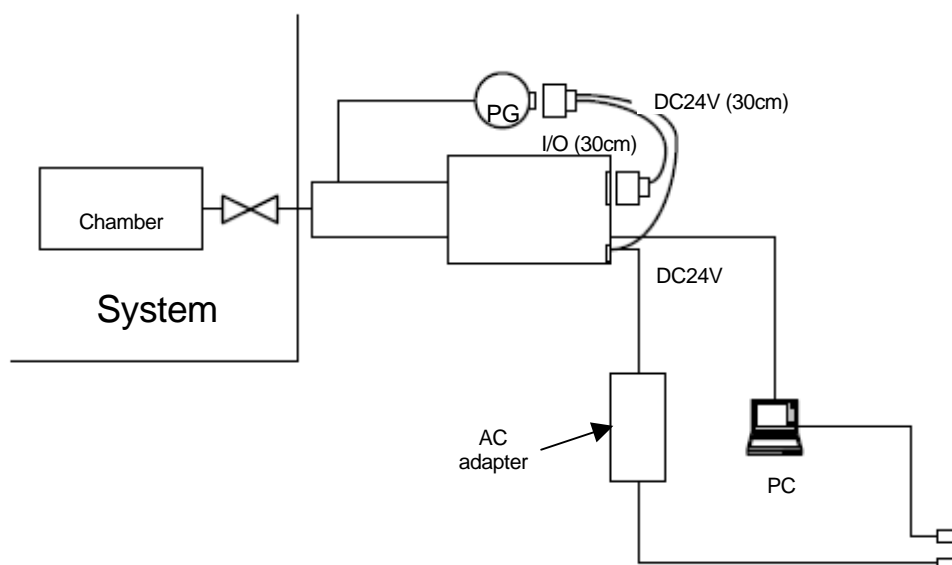 PG
DC24V (30cm)
I/O (30cm)
Chamber
System
DC24V
AC
adapter
PC